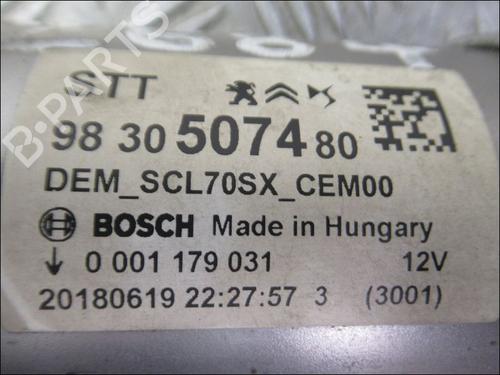 STT
98 30 5074 80
DEM_SCL70SX_CEM00
BOSCH Made in Hungary
0 001 179 031 12V
20180619 22:27:57 3 (3001)
B-PARTS